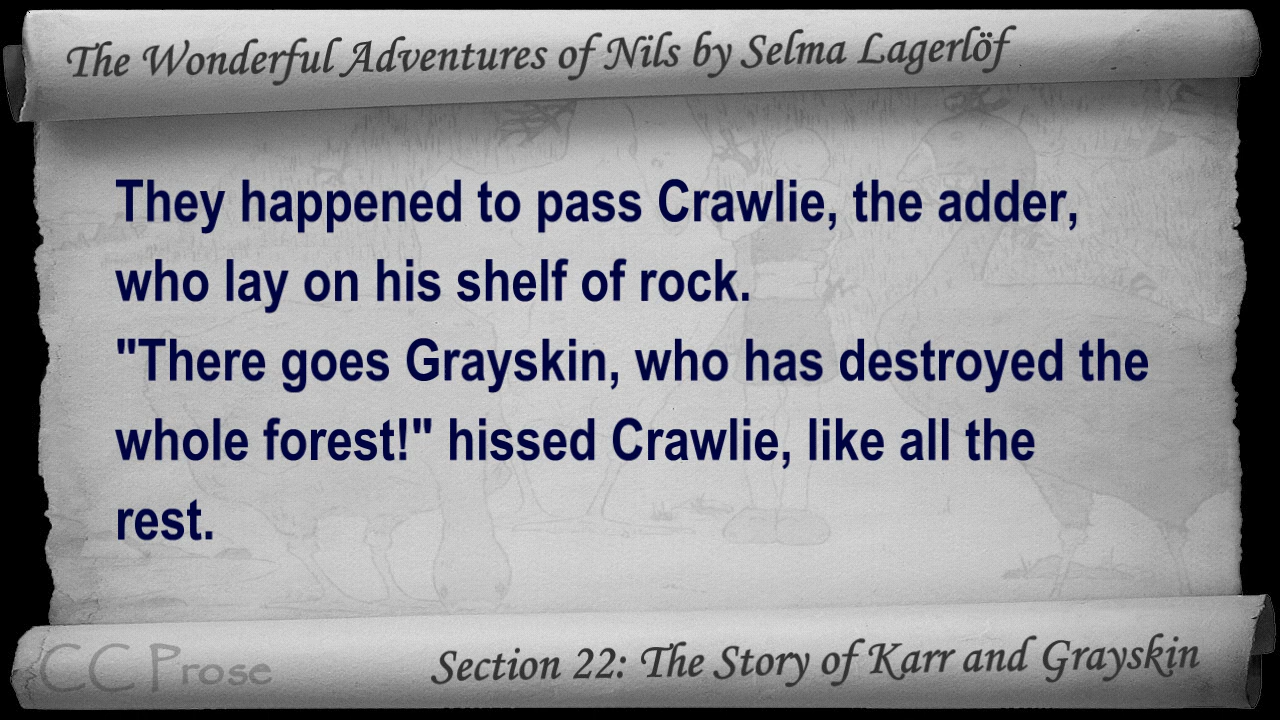 The Wonderful Adventures of Nils by Selma Lagerlöf
They happened to pass Crawlie, the adder,
who lay on his shelf of rock.
"There goes Grayskin, who has destroyed the
whole forest!" hissed Crawlie, like all the
rest.
CC Prose
Section 22: The Story of Karr and Grayskin